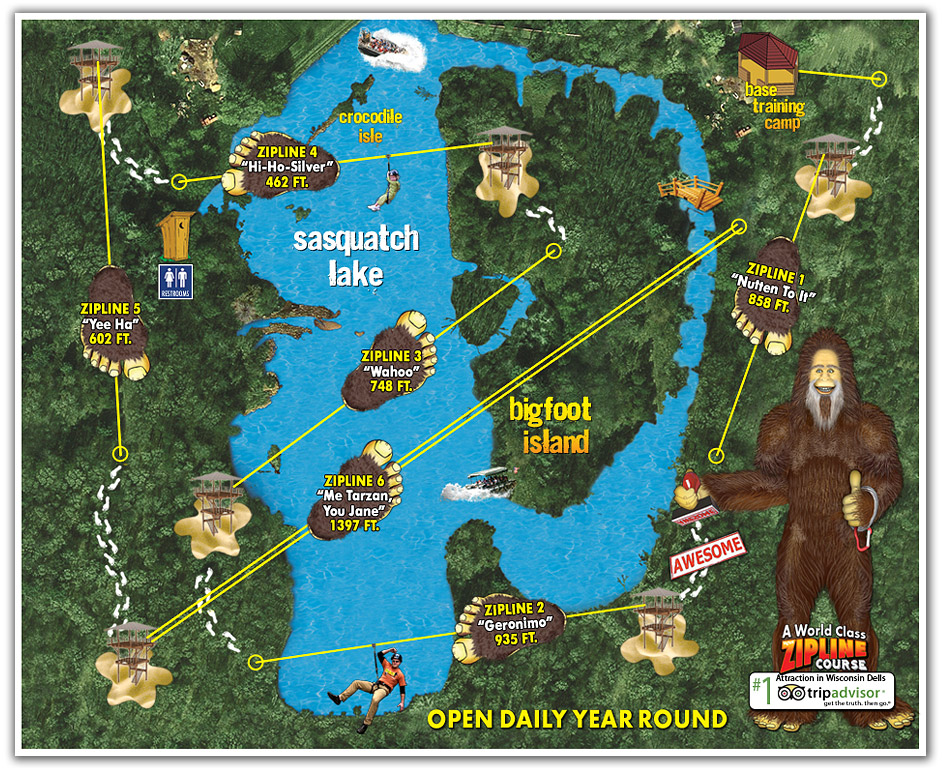 base
training
camp
crocodile
isle
ZIPLINE 4
"Hi-Ho-Silver"
462 FT.
sasquatch
lake
RESTROOMS
ZIPLINE 1
"Nutten To It"
858 FT.
ZIPLINE 5
"Yee Ha"
602 FT.
ZIPLINE 3
"Wahoo"
748 FT.
bigfoot
island
ZIPLINE 6
"Me Tarzan,
You Jane"
1397 FT.
AWESOME
AWESOME
ZIPLINE 2
"Geronimo"
935 FT.
A World Class
ZIPLINE
COURSE
#1 Attraction in Wisconsin Dells
tripadvisor®
get the truth. then go.®
OPEN DAILY YEAR ROUND